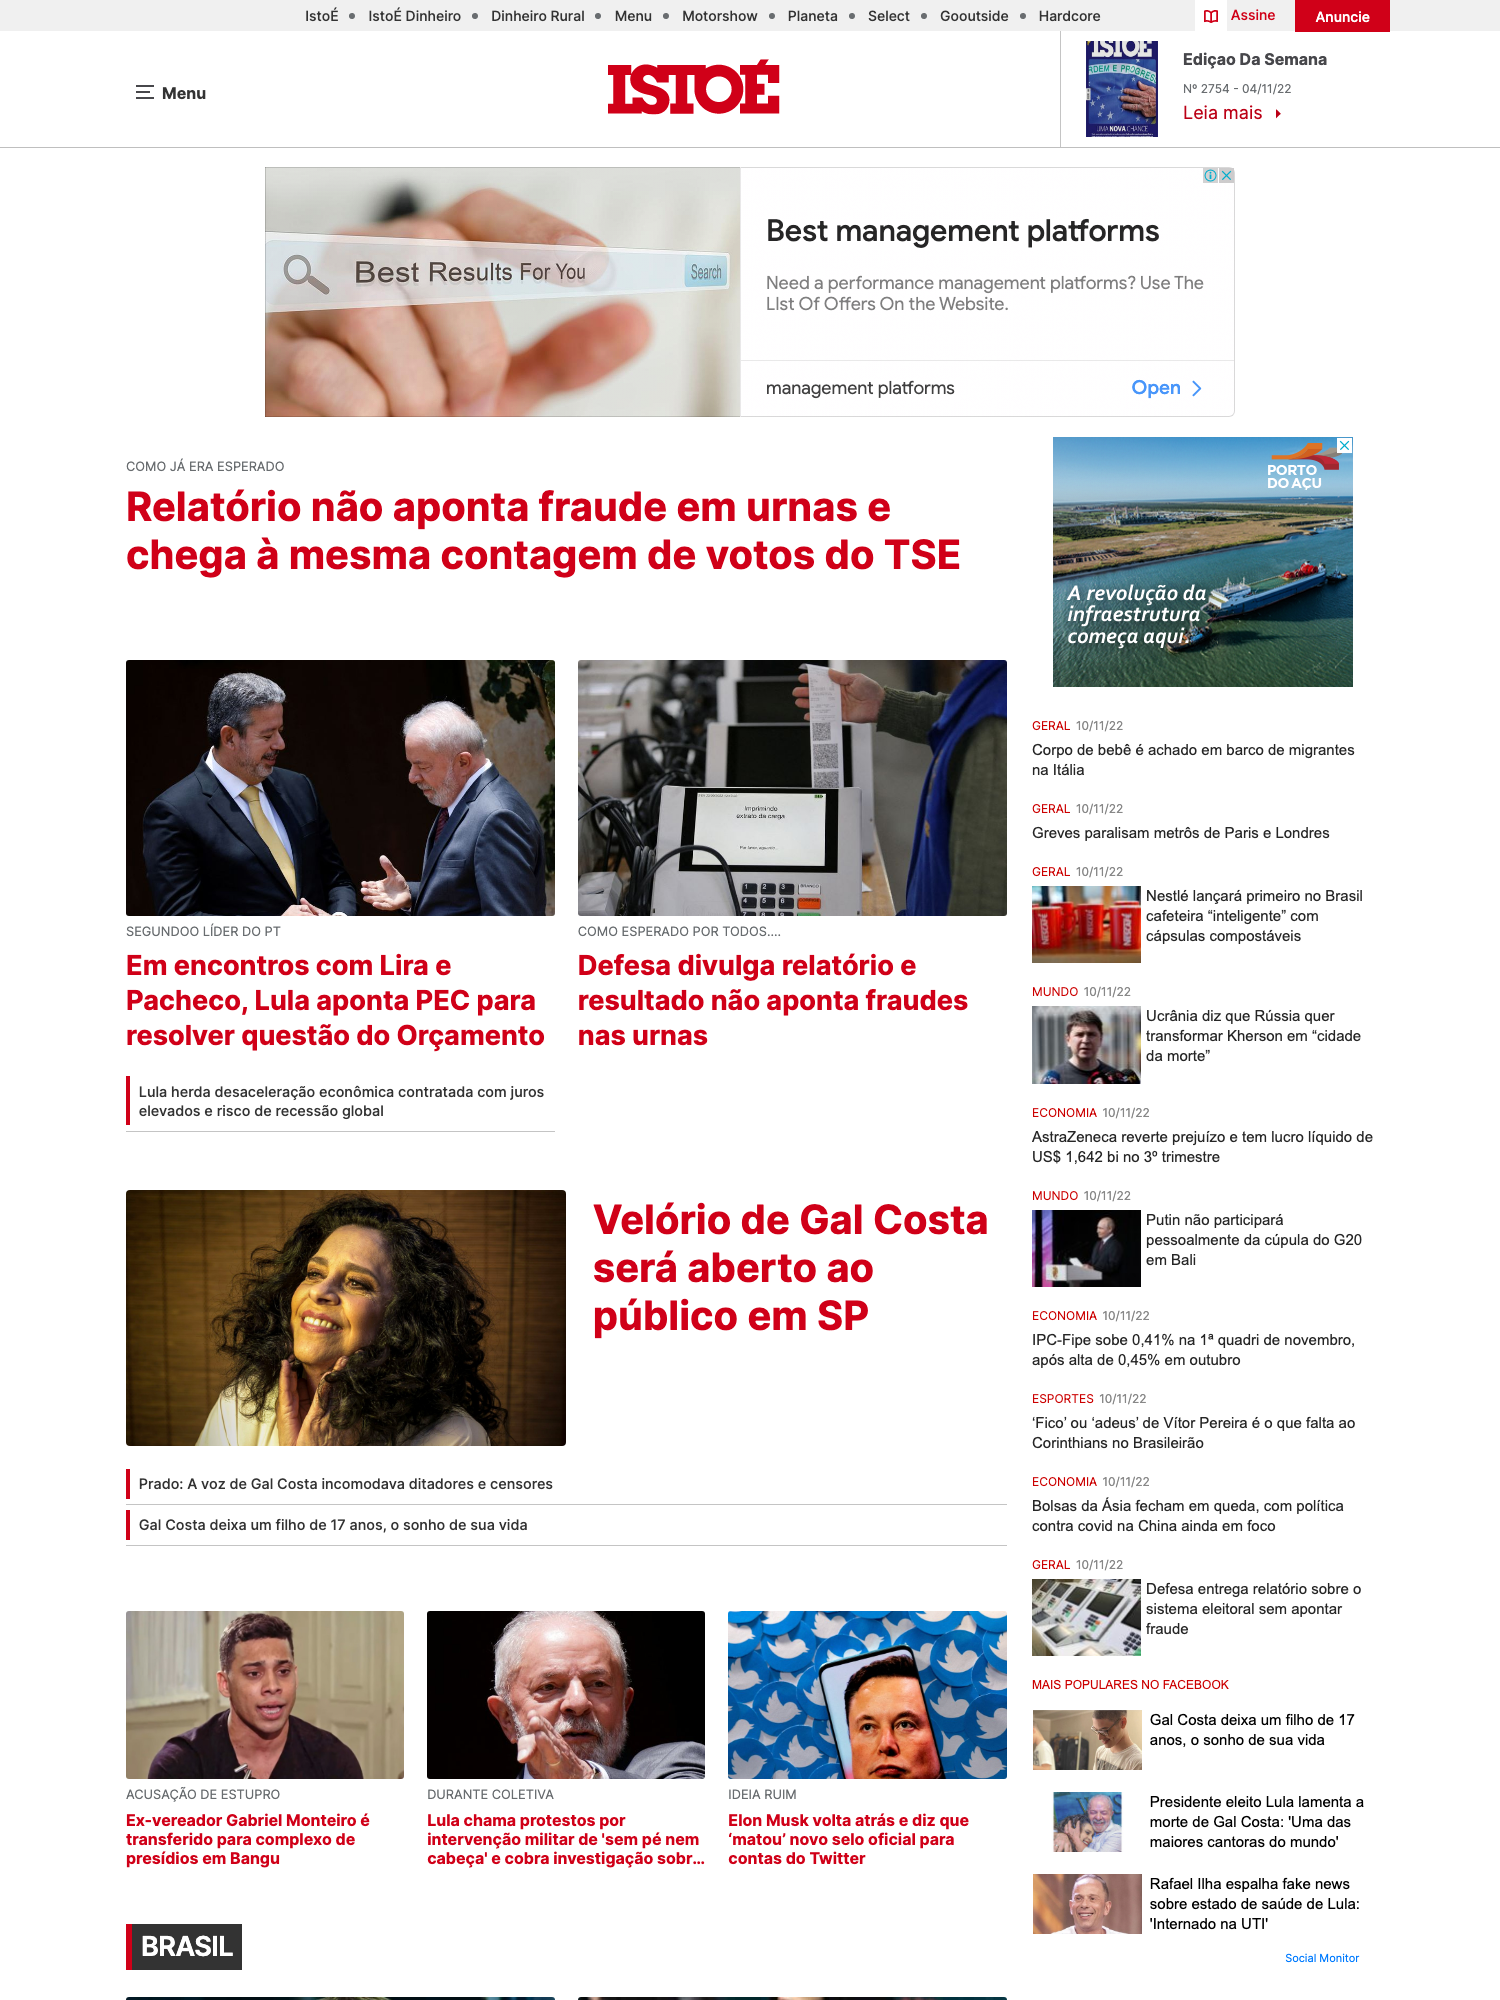 IstoÉ • IstoÉ Dinheiro • Dinheiro Rural • Menu • Motorshow • Planeta • Select • Gooutside • Hardcore
Assine
Anuncie
Menu
ISTOÉ
ISTOÉ
ORDEM E PROGRES
UMA NOVA CHANCE
Ediçao Da Semana
Nº 2754 - 04/11/22
Leia mais
Best Results For You
Search
Best management platforms
Need a performance management platforms? Use The
LIst Of Offers On the Website.
management platforms
Open
COMO JÁ ERA ESPERADO
Relatório não aponta fraude em urnas e
chega à mesma contagem de votos do TSE
PORTO
DO AÇU
A revolução da
infraestrutura
começa aqui.
Imprimindo
extrato da carga
SEGUNDOO LÍDER DO PT
Em encontros com Lira e
Pacheco, Lula aponta PEC para
resolver questão do Orçamento
Lula herda desaceleração econômica contratada com juros
elevados e risco de recessão global
COMO ESPERADO POR TODOS....
Defesa divulga relatório e
resultado não aponta fraudes
nas urnas
Velório de Gal Costa
será aberto ao
público em SP
Prado: A voz de Gal Costa incomodava ditadores e censores
Gal Costa deixa um filho de 17 anos, o sonho de sua vida
ACUSAÇÃO DE ESTUPRO
Ex-vereador Gabriel Monteiro é
transferido para complexo de
presídios em Bangu
DURANTE COLETIVA
Lula chama protestos por
intervenção militar de 'sem pé nem
cabeça' e cobra investigação sobr...
IDEIA RUIM
Elon Musk volta atrás e diz que
‘matou’ novo selo oficial para
contas do Twitter
BRASIL
GERAL 10/11/22
Corpo de bebê é achado em barco de migrantes
na Itália
GERAL 10/11/22
Greves paralisam metrôs de Paris e Londres
GERAL 10/11/22
Nestlé lançará primeiro no Brasil
cafeteira “inteligente” com
cápsulas compostáveis
MUNDO 10/11/22
Ucrânia diz que Rússia quer
transformar Kherson em “cidade
da morte”
ECONOMIA 10/11/22
AstraZeneca reverte prejuízo e tem lucro líquido de
US$ 1,642 bi no 3º trimestre
MUNDO 10/11/22
Putin não participará
pessoalmente da cúpula do G20
em Bali
ECONOMIA 10/11/22
IPC-Fipe sobe 0,41% na 1ª quadri de novembro,
após alta de 0,45% em outubro
ESPORTES 10/11/22
‘Fico’ ou ‘adeus’ de Vítor Pereira é o que falta ao
Corinthians no Brasileirão
ECONOMIA 10/11/22
Bolsas da Ásia fecham em queda, com política
contra covid na China ainda em foco
GERAL 10/11/22
Defesa entrega relatório sobre o
sistema eleitoral sem apontar
fraude
MAIS POPULARES NO FACEBOOK
Gal Costa deixa um filho de 17
anos, o sonho de sua vida
Presidente eleito Lula lamenta a
morte de Gal Costa: 'Uma das
maiores cantoras do mundo'
Rafael Ilha espalha fake news
sobre estado de saúde de Lula:
'Internado na UTI'
Social Monitor